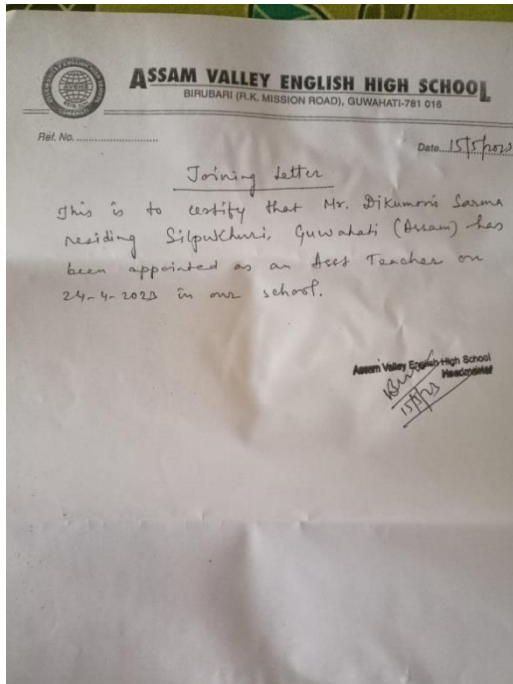 ASSAM VALLEY ENGLISH HIGH SCHOOL
BIRUBARI (R.K. MISSION ROAD), GUWAHATI-781 016
Ref. No. ............................
Date...15/5/2023
Joining Letter
This is to certify that Mr. Dikumoni Sarma
residing Silpukhuri, Guwahati (Assam) has
been appointed as an Asst Teacher on
24-4-2023 in our school.
Assam Valley English High School
Headmaster
15/5/23